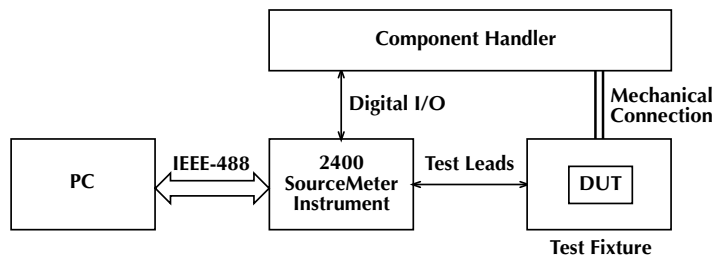 Component Handler
Digital I/O
Mechanical
Connection
PC
IEEE-488
2400
SourceMeter
Instrument
Test Leads
DUT
Test Fixture